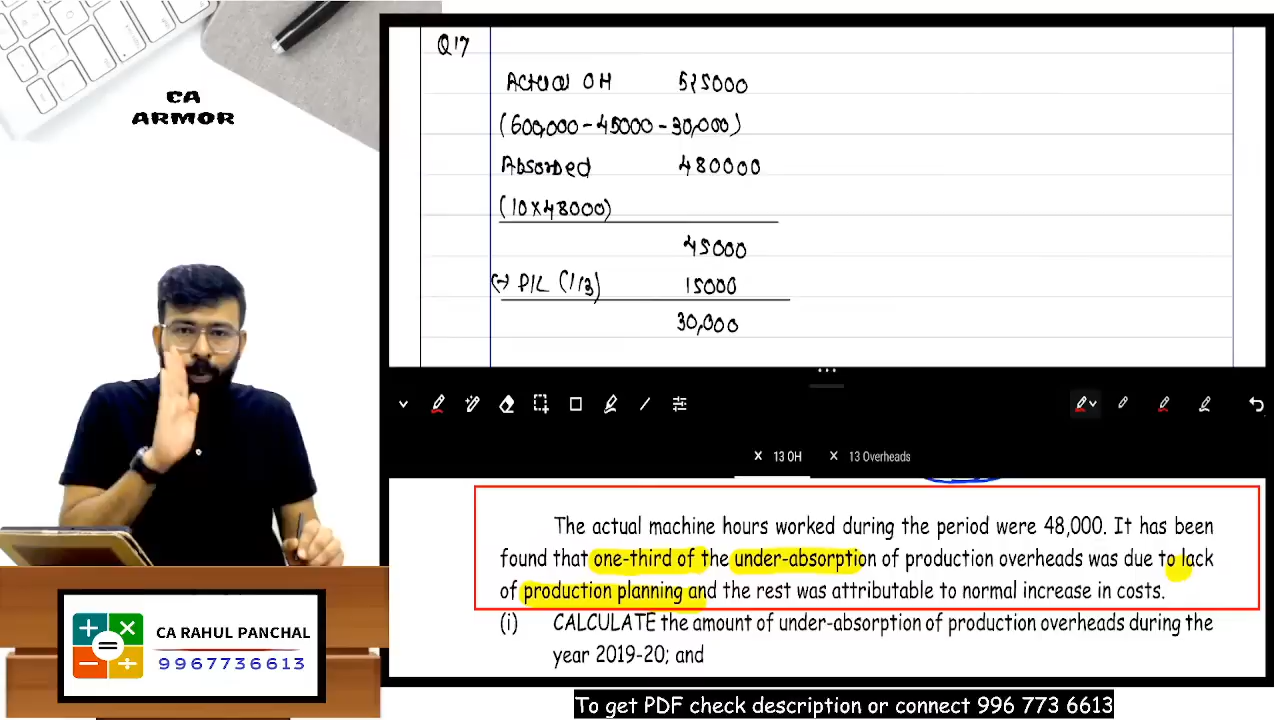 CA
ARMOR
Q17
Actual OH 525000
(600,000 - 45000 - 30,000)
Absorbed 480000
(10×48000)
45000
(-) P/L (1/3) 15000
30,000
13 OH
13 Overheads
The actual machine hours worked during the period were 48,000. It has been
found that one-third of the under-absorption of production overheads was due to lack
of production planning and the rest was attributable to normal increase in costs.
(i) CALCULATE the amount of under-absorption of production overheads during the
year 2019-20; and
CA RAHUL PANCHAL
9967736613
To get PDF check description or connect 996 773 6613